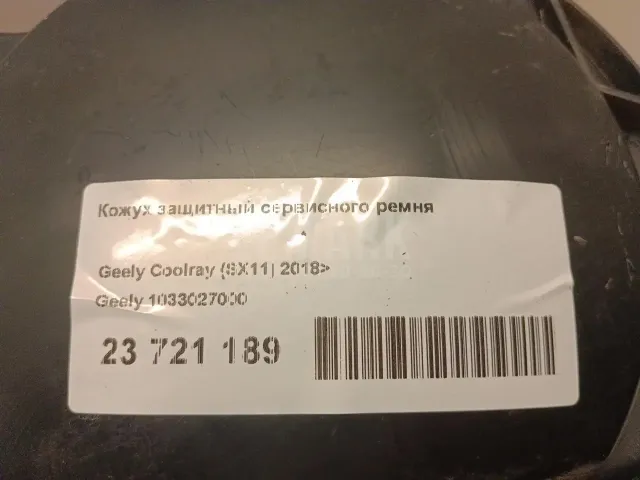 Кожух защитный сервисного ремня
Geely Coolray (SX11) 2018>
Geely 1033027000
23 721 189